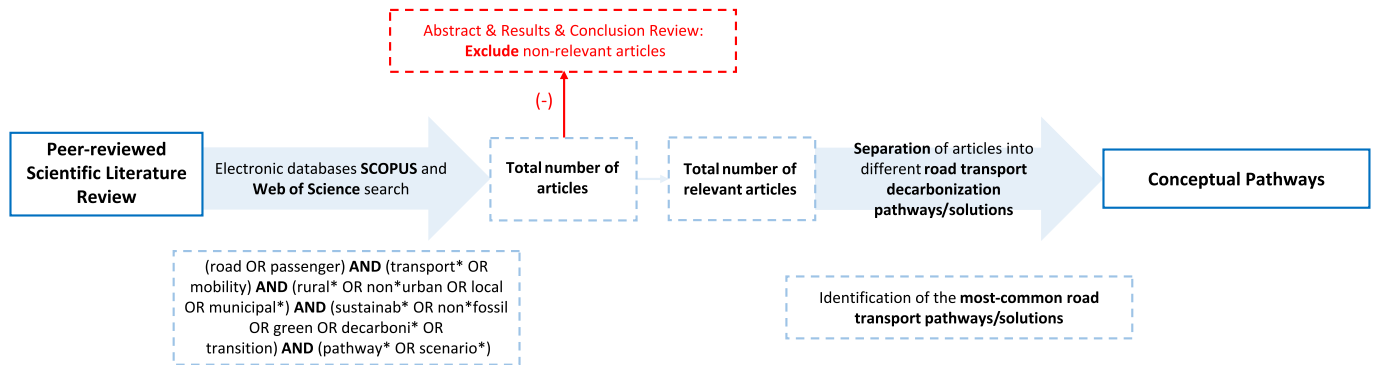 Abstract & Results & Conclusion Review:
Exclude non-relevant articles
(-)
Peer-reviewed
Scientific Literature
Review
Electronic databases SCOPUS and
Web of Science search
Total number of
articles
Total number of
relevant articles
Separation of articles into
different road transport
decarbonization
pathways/solutions
Conceptual Pathways
(road OR passenger) AND (transport* OR
mobility) AND (rural* OR non*urban OR local
OR municipal*) AND (sustainab* OR non*fossil
OR green OR decarboni* OR
transition) AND (pathway* OR scenario*)
Identification of the most-common road
transport pathways/solutions